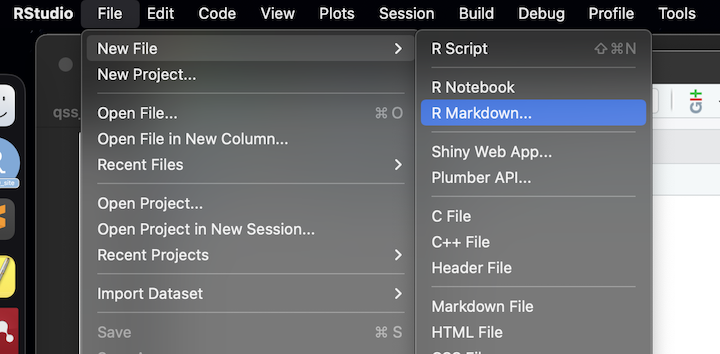 RStudio File Edit Code View Plots Session Build Debug Profile Tools
New File
New Project...
Open File... ⌘ O
Open File in New Column...
Recent Files
Open Project...
Open Project in New Session...
Recent Projects
Import Dataset
Save ⌘ S
R Script ⇧⌘N
R Notebook
R Markdown...
Shiny Web App...
Plumber API...
C File
C++ File
Header File
Markdown File
HTML File
qss_
Git
R